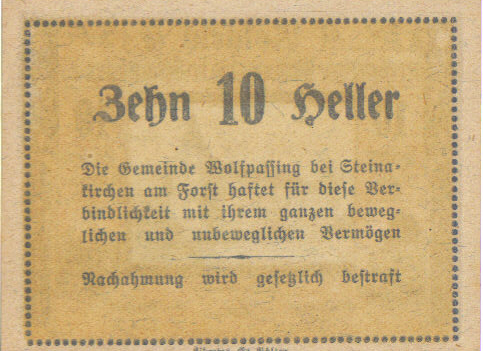 Zehn 10 Heller
Die Gemeinde Wolfpassing bei Steina-
kirchen am Forst haftet für diese Ver-
bindlichkeit mit ihrem ganzen beweg-
lichen und unbeweglichen Vermögen
Nachahmung wird gesetzlich bestraft